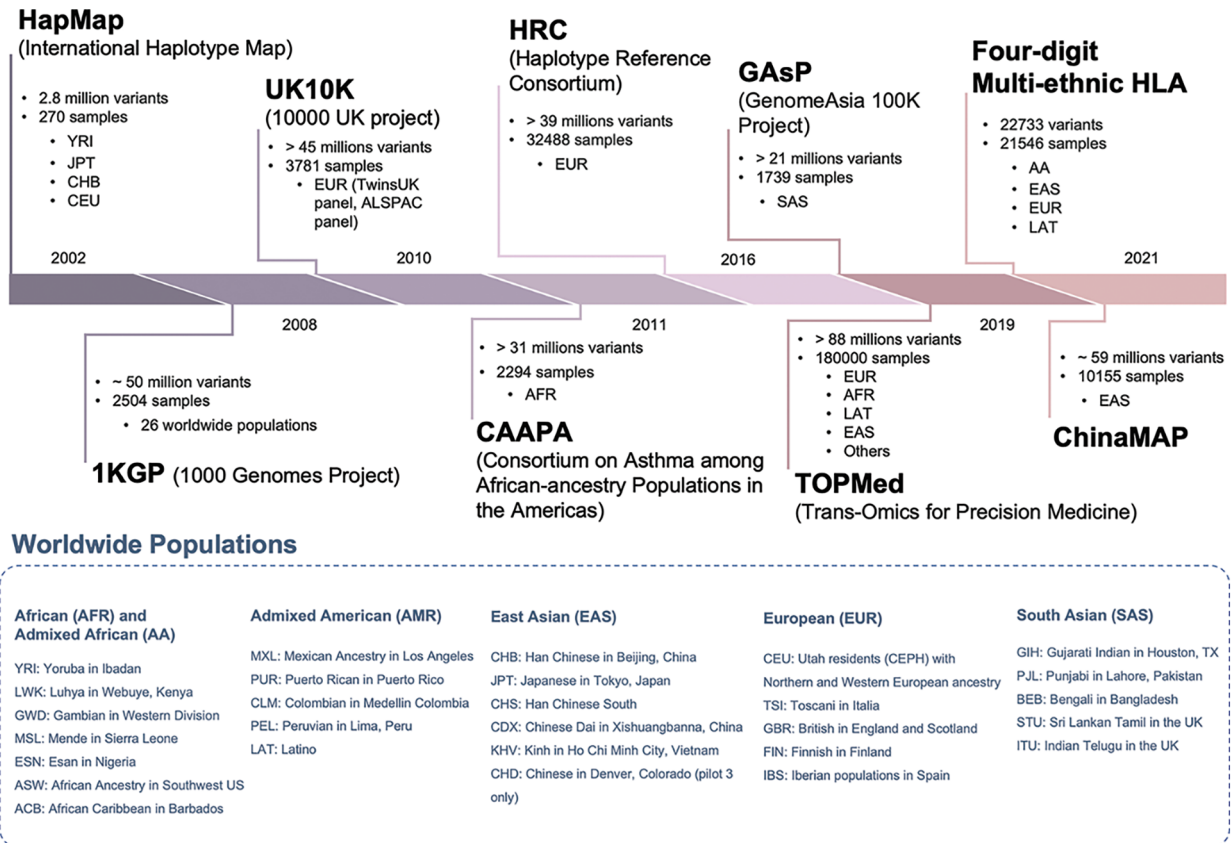 HapMap
(International Haplotype Map)
• 2.8 million variants
• 270 samples
• YRI
• JPT
• CHB
• CEU
2002
UK10K
(10000 UK project)
• > 45 millions variants
• 3781 samples
• EUR (TwinsUK
panel, ALSPAC
panel)
2010
HRC
(Haplotype Reference
Consortium)
• > 39 millions variants
• 32488 samples
• EUR
GAsP
(GenomeAsia 100K
Project)
• > 21 millions variants
• 1739 samples
• SAS
2016
Four-digit
Multi-ethnic HLA
• 22733 variants
• 21546 samples
• AA
• EAS
• EUR
• LAT
2021
2008
• ~ 50 million variants
• 2504 samples
• 26 worldwide populations
1KGP (1000 Genomes Project)
2011
• > 31 millions variants
• 2294 samples
• AFR
CAAPA
(Consortium on Asthma among
African-ancestry Populations in
the Americas)
2019
• > 88 millions variants
• 180000 samples
• EUR
• AFR
• LAT
• EAS
• Others
TOPMed
(Trans-Omics for Precision Medicine)
• ~ 59 millions variants
• 10155 samples
• EAS
ChinaMAP
Worldwide Populations
African (AFR) and
Admixed African (AA)
YRI: Yoruba in Ibadan
LWK: Luhya in Webuye, Kenya
GWD: Gambian in Western Division
MSL: Mende in Sierra Leone
ESN: Esan in Nigeria
ASW: African Ancestry in Southwest US
ACB: African Caribbean in Barbados
Admixed American (AMR)
MXL: Mexican Ancestry in Los Angeles
PUR: Puerto Rican in Puerto Rico
CLM: Colombian in Medellin Colombia
PEL: Peruvian in Lima, Peru
LAT: Latino
East Asian (EAS)
CHB: Han Chinese in Beijing, China
JPT: Japanese in Tokyo, Japan
CHS: Han Chinese South
CDX: Chinese Dai in Xishuangbanna, China
KHV: Kinh in Ho Chi Minh City, Vietnam
CHD: Chinese in Denver, Colorado (pilot 3
only)
European (EUR)
CEU: Utah residents (CEPH) with
Northern and Western European ancestry
TSI: Toscani in Italia
GBR: British in England and Scotland
FIN: Finnish in Finland
IBS: Iberian populations in Spain
South Asian (SAS)
GIH: Gujarati Indian in Houston, TX
PJL: Punjabi in Lahore, Pakistan
BEB: Bengali in Bangladesh
STU: Sri Lankan Tamil in the UK
ITU: Indian Telugu in the UK